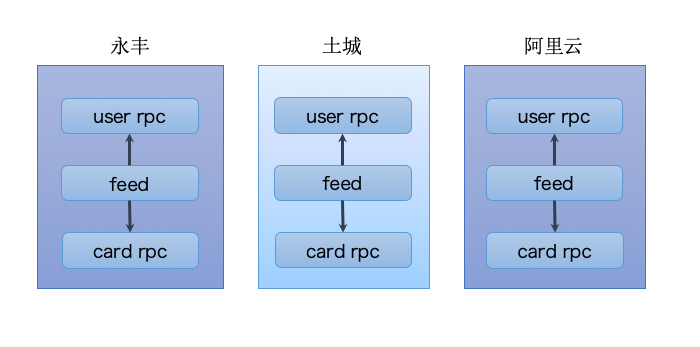 永丰 土城 阿里云
user rpc user rpc user rpc
feed feed feed
card rpc card rpc card rpc